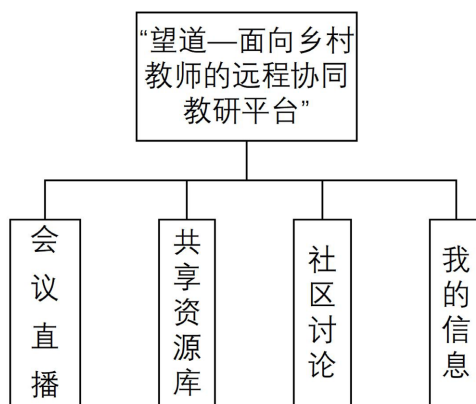 “望道—面向乡村
教师的远程协同
教研平台”
会议直播
共享资源库
社区讨论
我的信息